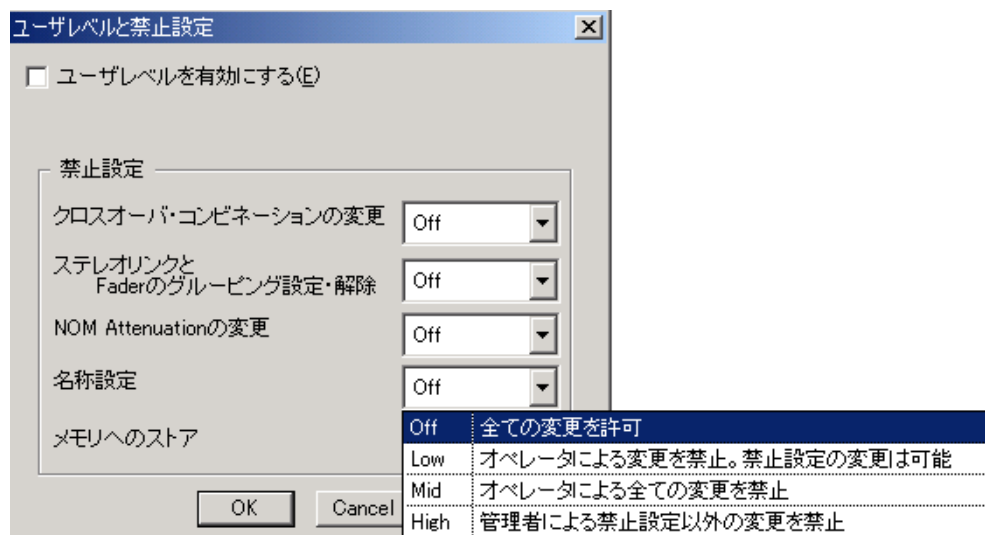 ユーザレベルと禁止設定
ユーザレベルを有効にする(E)
禁止設定
クロスオーバ・コンビネーションの変更 Off
ステレオリンクと
Faderのグルーピング設定・解除 Off
NOM Attenuationの変更 Off
名称設定 Off
メモリへのストア
Off 全ての変更を許可
Low オペレータによる変更を禁止。禁止設定の変更は可能
Mid オペレータによる全ての変更を禁止
High 管理者による禁止設定以外の変更を禁止
OK Cancel